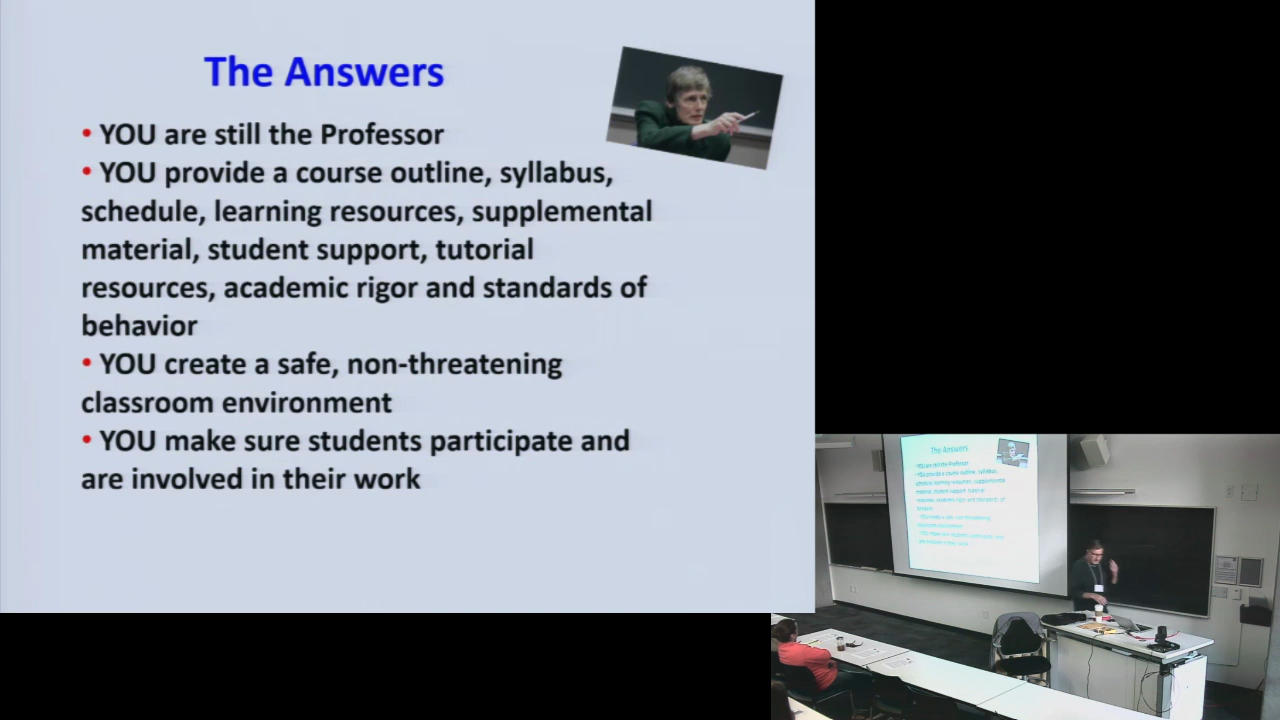 The Answers
• YOU are still the Professor
• YOU provide a course outline, syllabus,
schedule, learning resources, supplemental
material, student support, tutorial
resources, academic rigor and standards of
behavior
• YOU create a safe, non-threatening
classroom environment
• YOU make sure students participate and
are involved in their work
The Answers